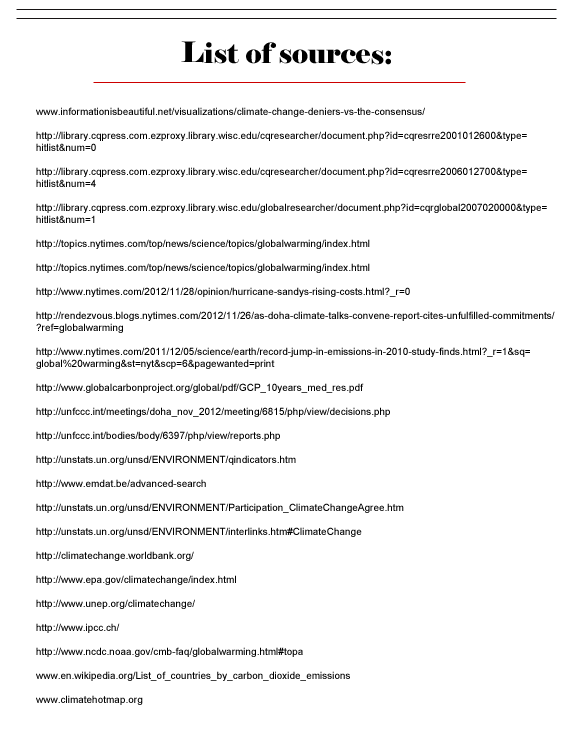 List of sources:
www.informationisbeautiful.net/visualizations/climate-change-deniers-vs-the-consensus/
http://library.cqpress.com.ezproxy.library.wisc.edu/cqresearcher/document.php?id=cqresrre2001012600&type=
hitlist&num=0
http://library.cqpress.com.ezproxy.library.wisc.edu/cqresearcher/document.php?id=cqresrre2006012700&type=
hitlist&num=4
http://library.cqpress.com.ezproxy.library.wisc.edu/globalresearcher/document.php?id=cqrglobal2007020000&type=
hitlist&num=1
http://topics.nytimes.com/top/news/science/topics/globalwarming/index.html
http://topics.nytimes.com/top/news/science/topics/globalwarming/index.html
http://www.nytimes.com/2012/11/28/opinion/hurricane-sandys-rising-costs.html?_r=0
http://rendezvous.blogs.nytimes.com/2012/11/26/as-doha-climate-talks-convene-report-cites-unfulfilled-commitments/
?ref=globalwarming
http://www.nytimes.com/2011/12/05/science/earth/record-jump-in-emissions-in-2010-study-finds.html?_r=1&sq=
global%20warming&st=nyt&scp=6&pagewanted=print
http://www.globalcarbonproject.org/global/pdf/GCP_10years_med_res.pdf
http://unfccc.int/meetings/doha_nov_2012/meeting/6815/php/view/decisions.php
http://unfccc.int/bodies/body/6397/php/view/reports.php
http://unstats.un.org/unsd/ENVIRONMENT/qindicators.htm
http://www.emdat.be/advanced-search
http://unstats.un.org/unsd/ENVIRONMENT/Participation_ClimateChangeAgree.htm
http://unstats.un.org/unsd/ENVIRONMENT/interlinks.htm#ClimateChange
http://climatechange.worldbank.org/
http://www.epa.gov/climatechange/index.html
http://www.unep.org/climatechange/
http://www.ipcc.ch/
http://www.ncdc.noaa.gov/cmb-faq/globalwarming.html#topa
www.en.wikipedia.org/List_of_countries_by_carbon_dioxide_emissions
www.climatehotmap.org